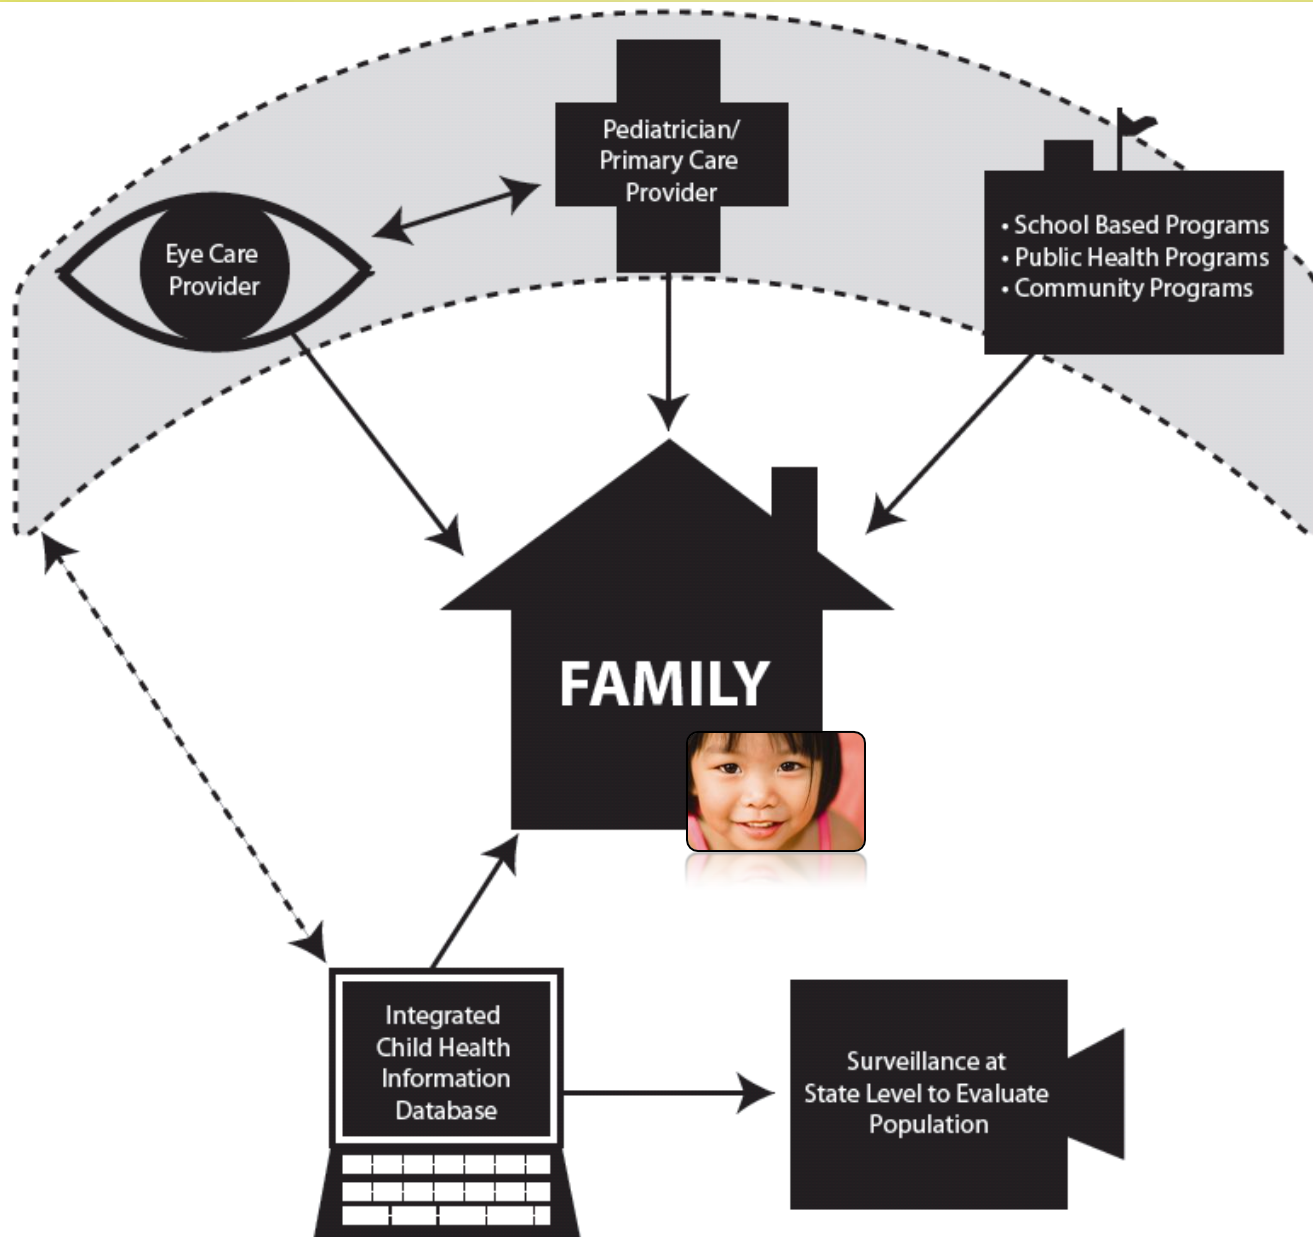 Pediatrician/
Primary Care
Provider
Eye Care
Provider
• School Based Programs
• Public Health Programs
• Community Programs
FAMILY
Integrated
Child Health
Information
Database
Surveillance at
State Level to Evaluate
Population